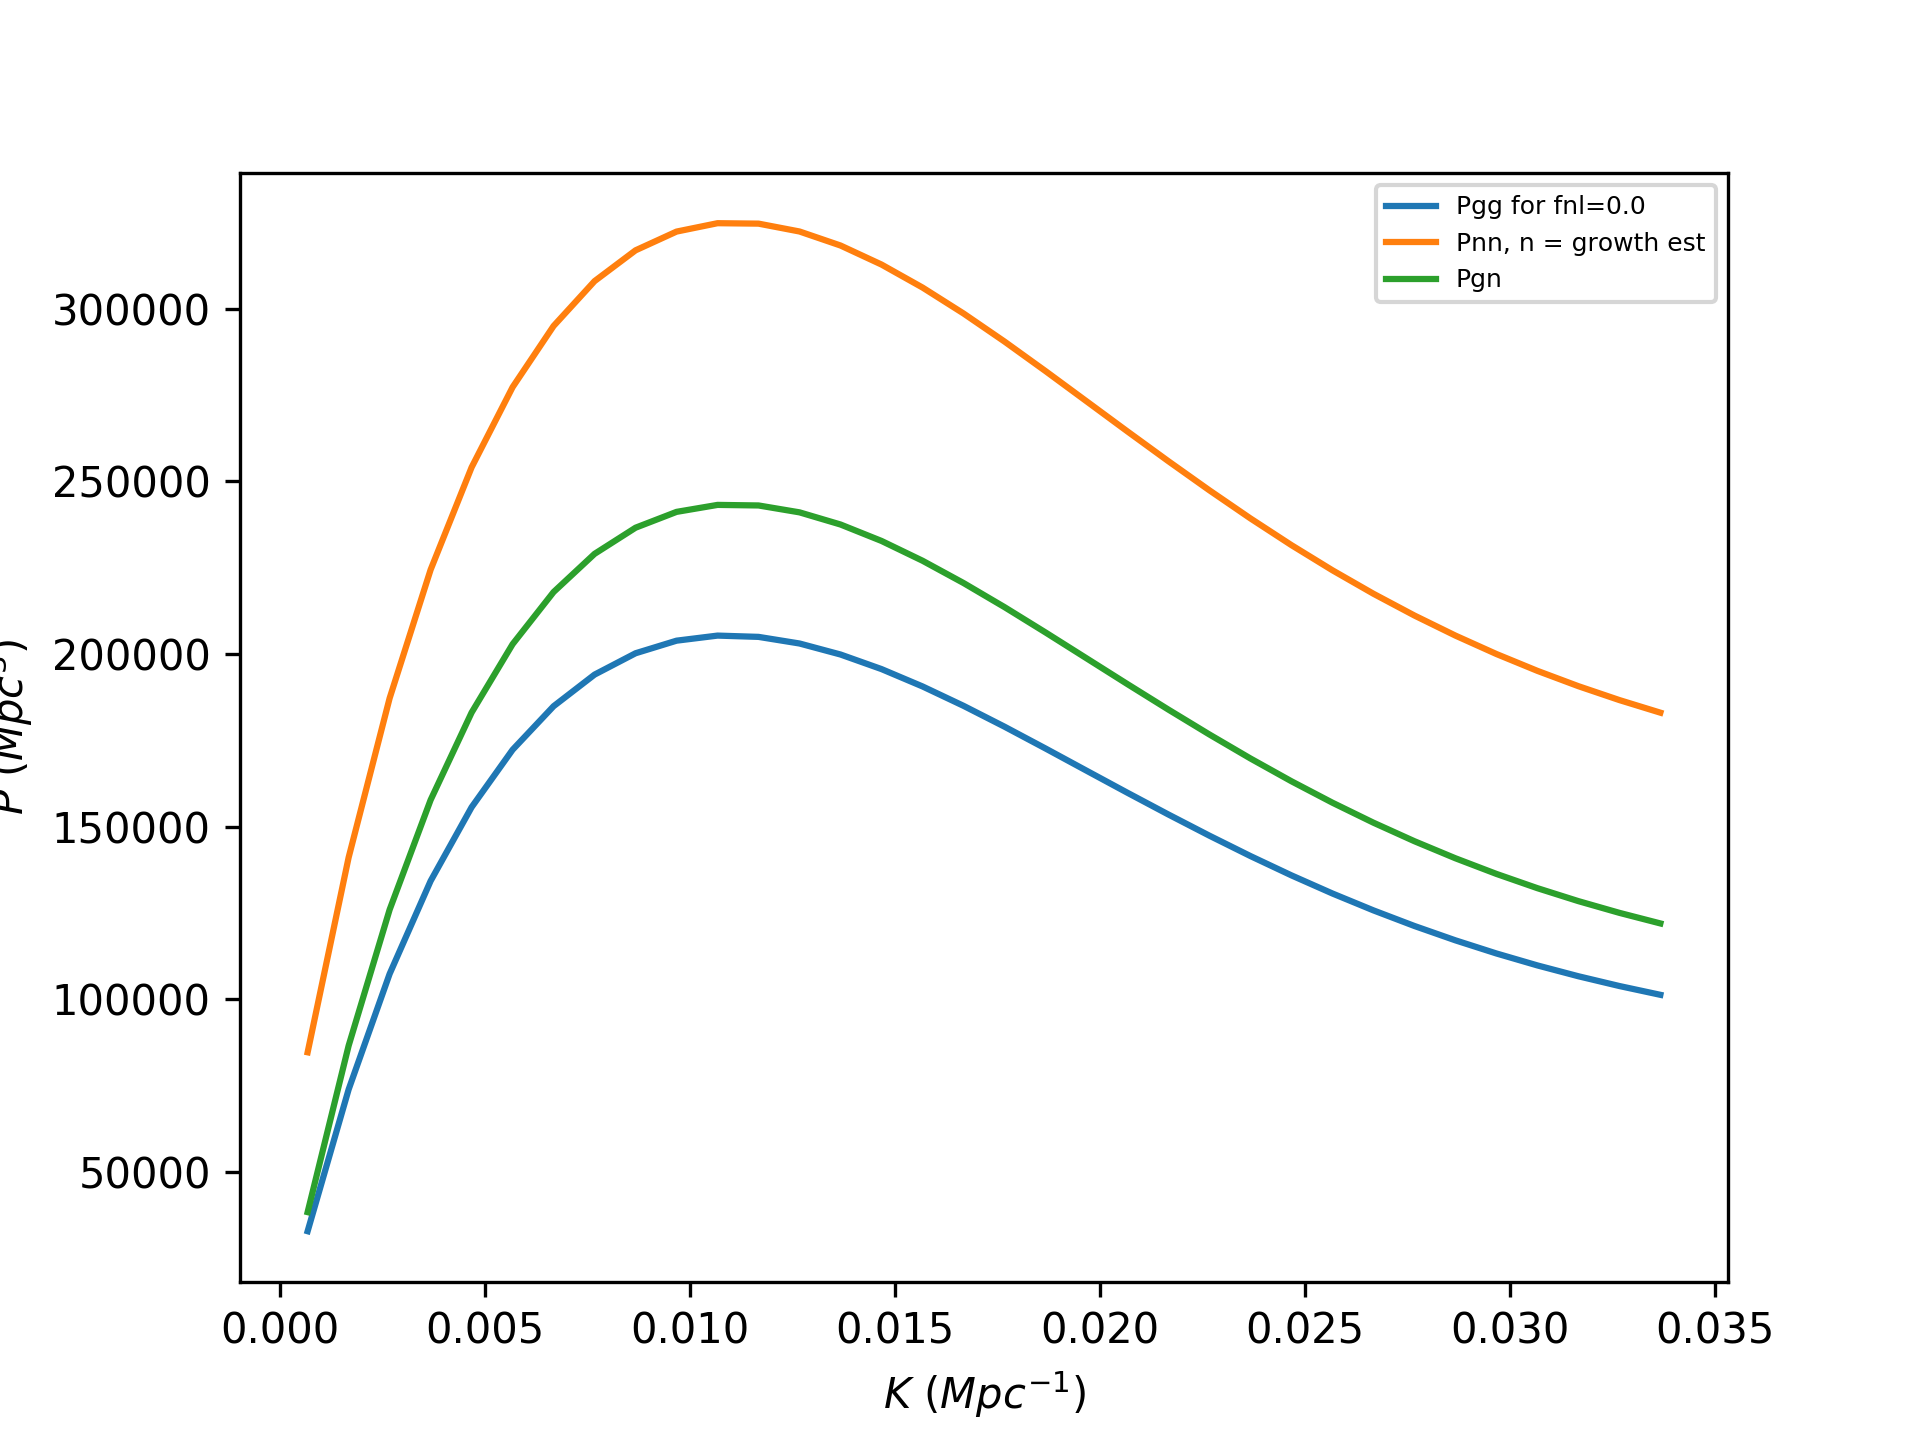 Pgg for fnl=0.0
Pnn, n = growth est
Pgn
300000
250000
200000
150000
100000
50000
P (Mpc³)
0.000 0.005 0.010 0.015 0.020 0.025 0.030 0.035
K (Mpc⁻¹)